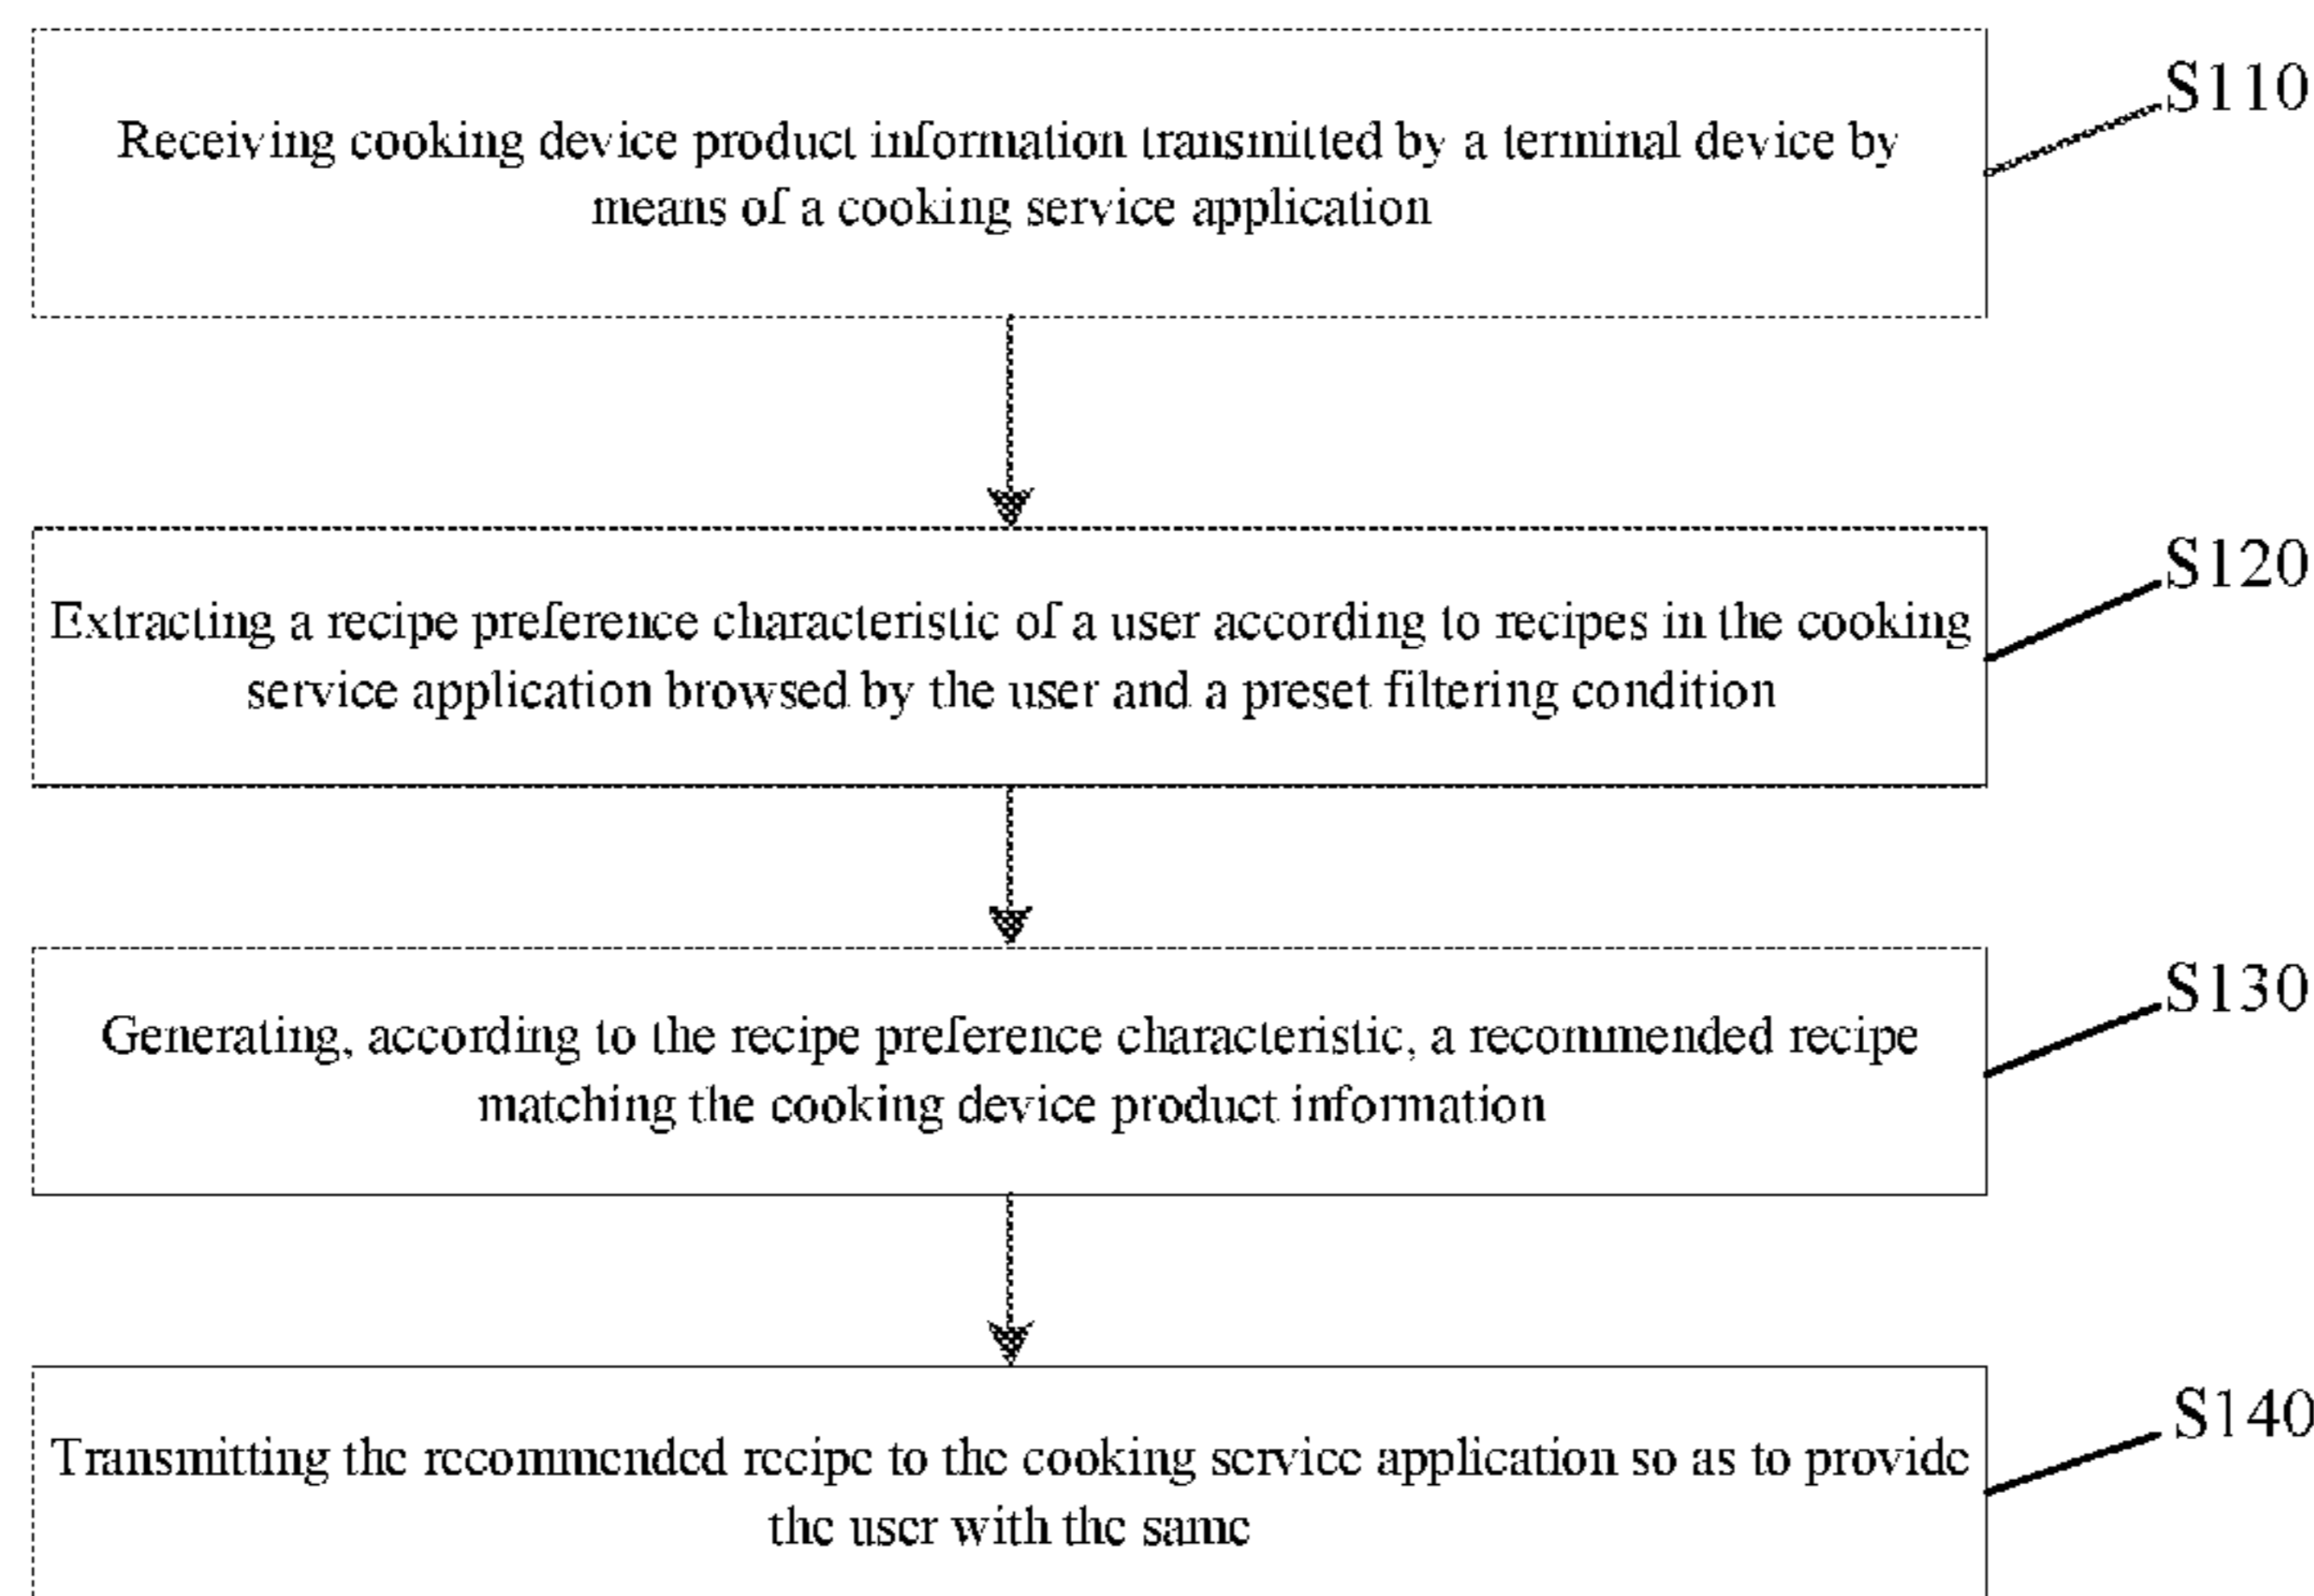 S110
Receiving cooking device product information transmitted by a terminal device by
means of a cooking service application
S120
Extracting a recipe preference characteristic of a user according to recipes in the cooking
service application browsed by the user and a preset filtering condition
S130
Generating, according to the recipe preference characteristic, a recommended recipe
matching the cooking device product information
S140
Transmitting the recommended recipe to the cooking service application so as to provide
the user with the same